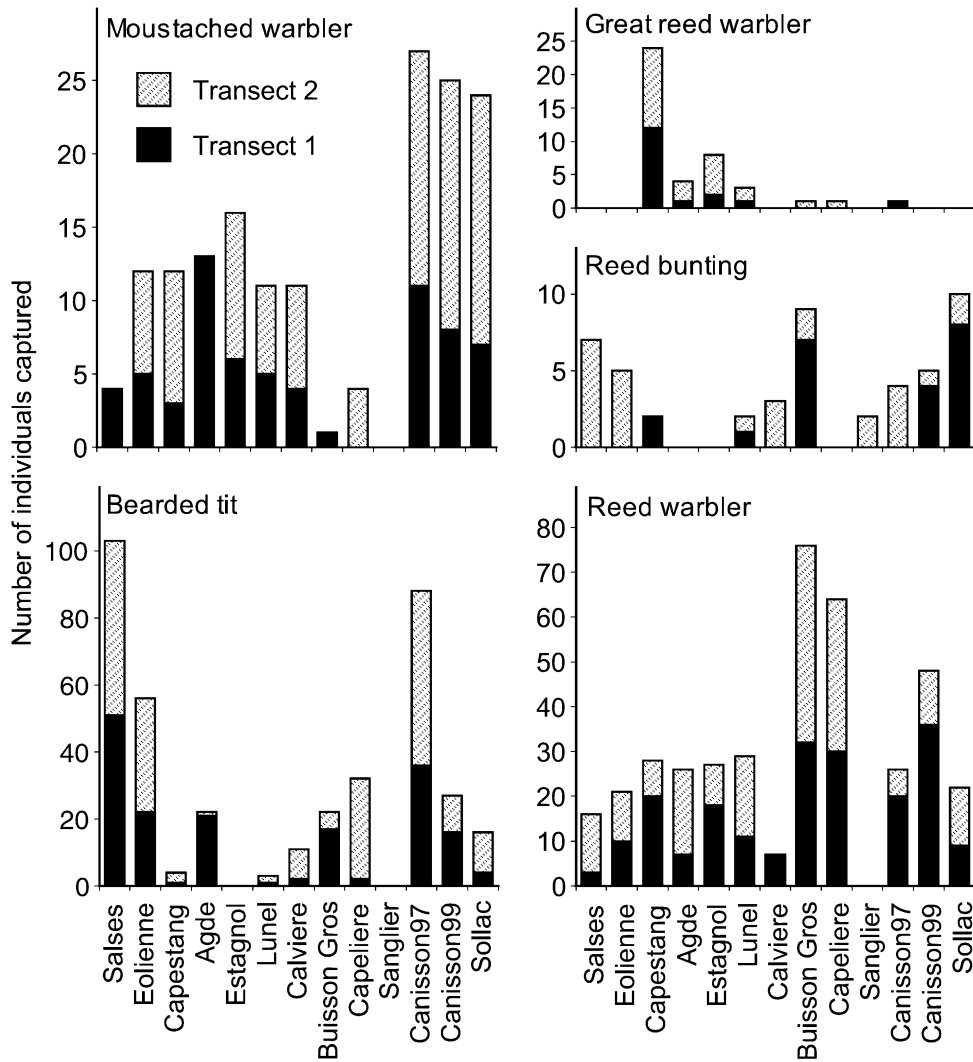 Number of individuals captured
Moustached warbler
Transect 2
Transect 1
25
20
15
10
5
0
Great reed warbler
25
20
15
10
5
0
Reed bunting
10
5
0
Bearded tit
100
80
60
40
20
0
Salses
Eolienne
Capestang
Agde
Estagnol
Lunel
Calviere
Buisson Gros
Capeliere
Sanglier
Canisson97
Canisson99
Sollac
Reed warbler
80
70
60
50
40
30
20
10
0
Salses
Eolienne
Capestang
Agde
Estagnol
Lunel
Calviere
Buisson Gros
Capeliere
Sanglier
Canisson97
Canisson99
Sollac